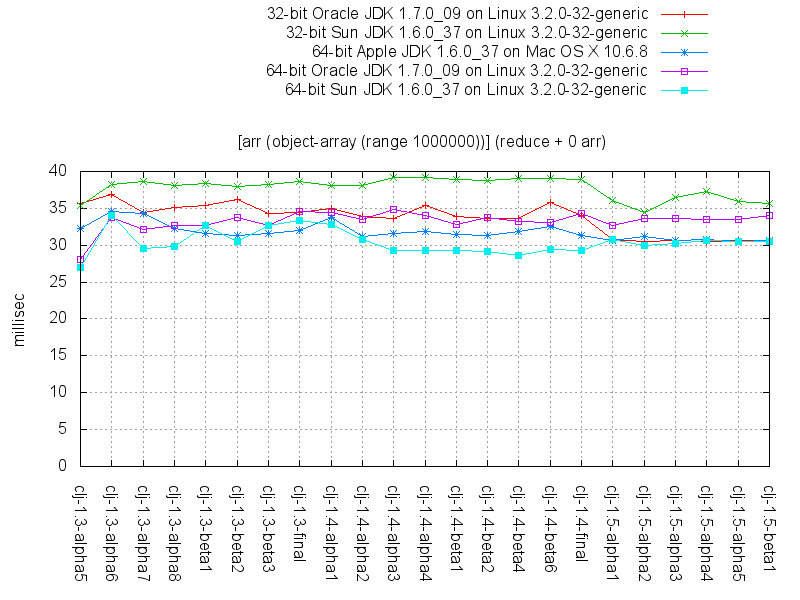 32-bit Oracle JDK 1.7.0_09 on Linux 3.2.0-32-generic
32-bit Sun JDK 1.6.0_37 on Linux 3.2.0-32-generic
64-bit Apple JDK 1.6.0_37 on Mac OS X 10.6.8
64-bit Oracle JDK 1.7.0_09 on Linux 3.2.0-32-generic
64-bit Sun JDK 1.6.0_37 on Linux 3.2.0-32-generic
[arr (object-array (range 1000000))] (reduce + 0 arr)
40
35
30
25
20
15
10
5
0
millisec
clj-1.3-alpha5
clj-1.3-alpha6
clj-1.3-alpha7
clj-1.3-alpha8
clj-1.3-beta1
clj-1.3-beta2
clj-1.3-beta3
clj-1.3-final
clj-1.4-alpha1
clj-1.4-alpha2
clj-1.4-alpha3
clj-1.4-alpha4
clj-1.4-beta1
clj-1.4-beta2
clj-1.4-beta4
clj-1.4-beta6
clj-1.4-final
clj-1.5-alpha1
clj-1.5-alpha2
clj-1.5-alpha3
clj-1.5-alpha4
clj-1.5-alpha5
clj-1.5-beta1